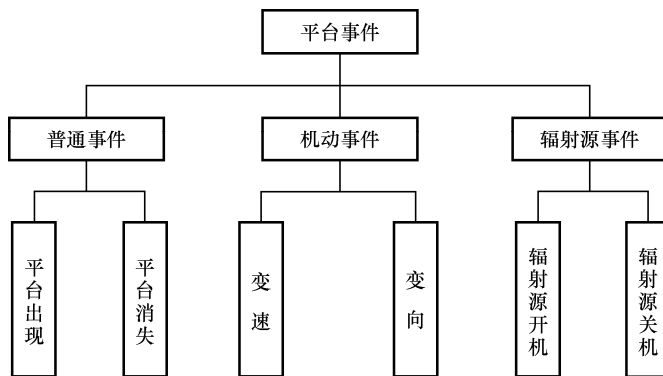 平台事件
普通事件
机动事件
辐射源事件
平台出现
平台消失
变速
变向
辐射源开机
辐射源关机